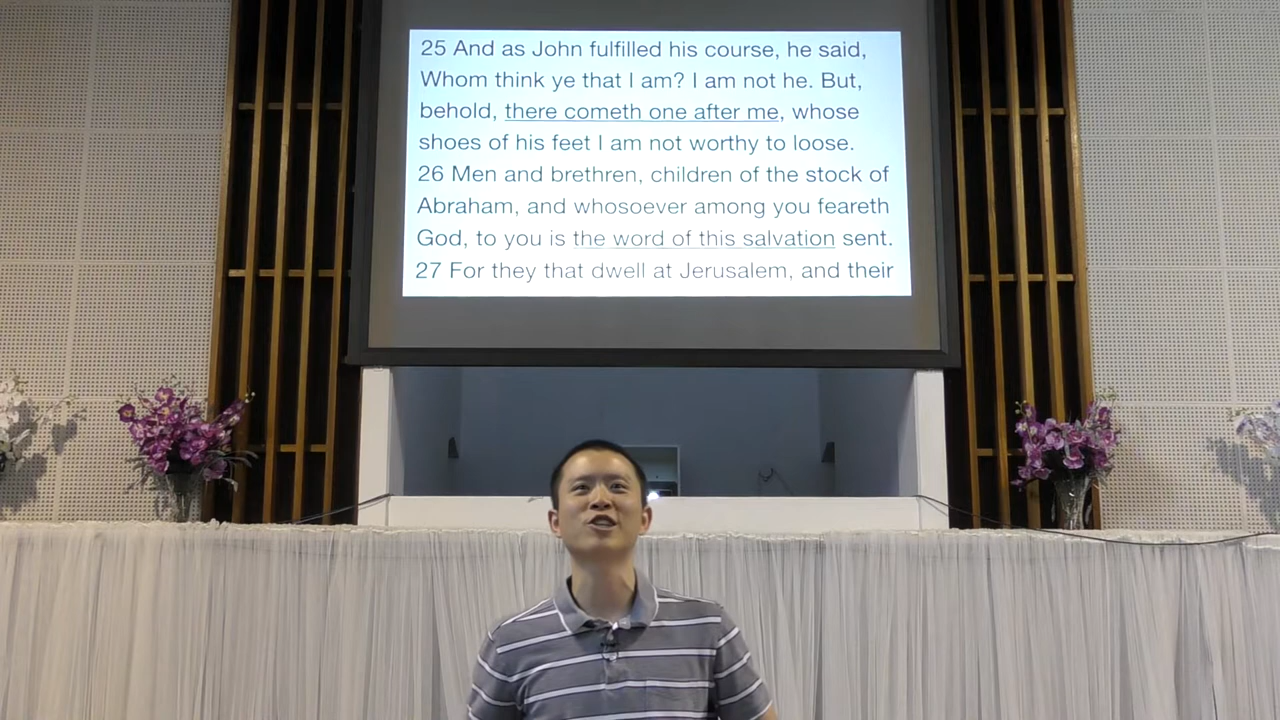 25 And as John fulfilled his course, he said,
Whom think ye that I am? I am not he. But,
behold, there cometh one after me, whose
shoes of his feet I am not worthy to loose.
26 Men and brethren, children of the stock of
Abraham, and whosoever among you feareth
God, to you is the word of this salvation sent.
27 For they that dwell at Jerusalem, and their